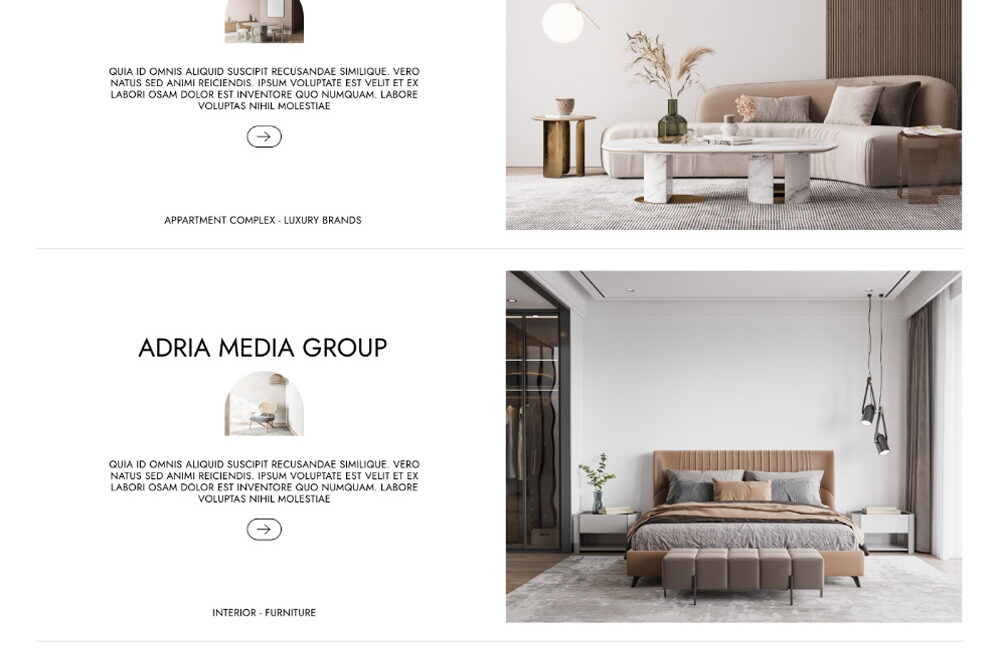 QUIA ID OMNIS ALIQUID SUSCIPIT RECUSANDAE SIMILIQUE. VERO
NATUS SED ANIMI REICIENDIS. IPSUM VOLUPTATE EST VELIT ET EX
LABORI OSAM DOLOR EST INVENTORE QUO NUMQUAM. LABORE
VOLUPTAS NIHIL MOLESTIAE
APPARTMENT COMPLEX - LUXURY BRANDS
ADRIA MEDIA GROUP
QUIA ID OMNIS ALIQUID SUSCIPIT RECUSANDAE SIMILIQUE. VERO
NATUS SED ANIMI REICIENDIS. IPSUM VOLUPTATE EST VELIT ET EX
LABORI OSAM DOLOR EST INVENTORE QUO NUMQUAM. LABORE
VOLUPTAS NIHIL MOLESTIAE
INTERIOR - FURNITURE